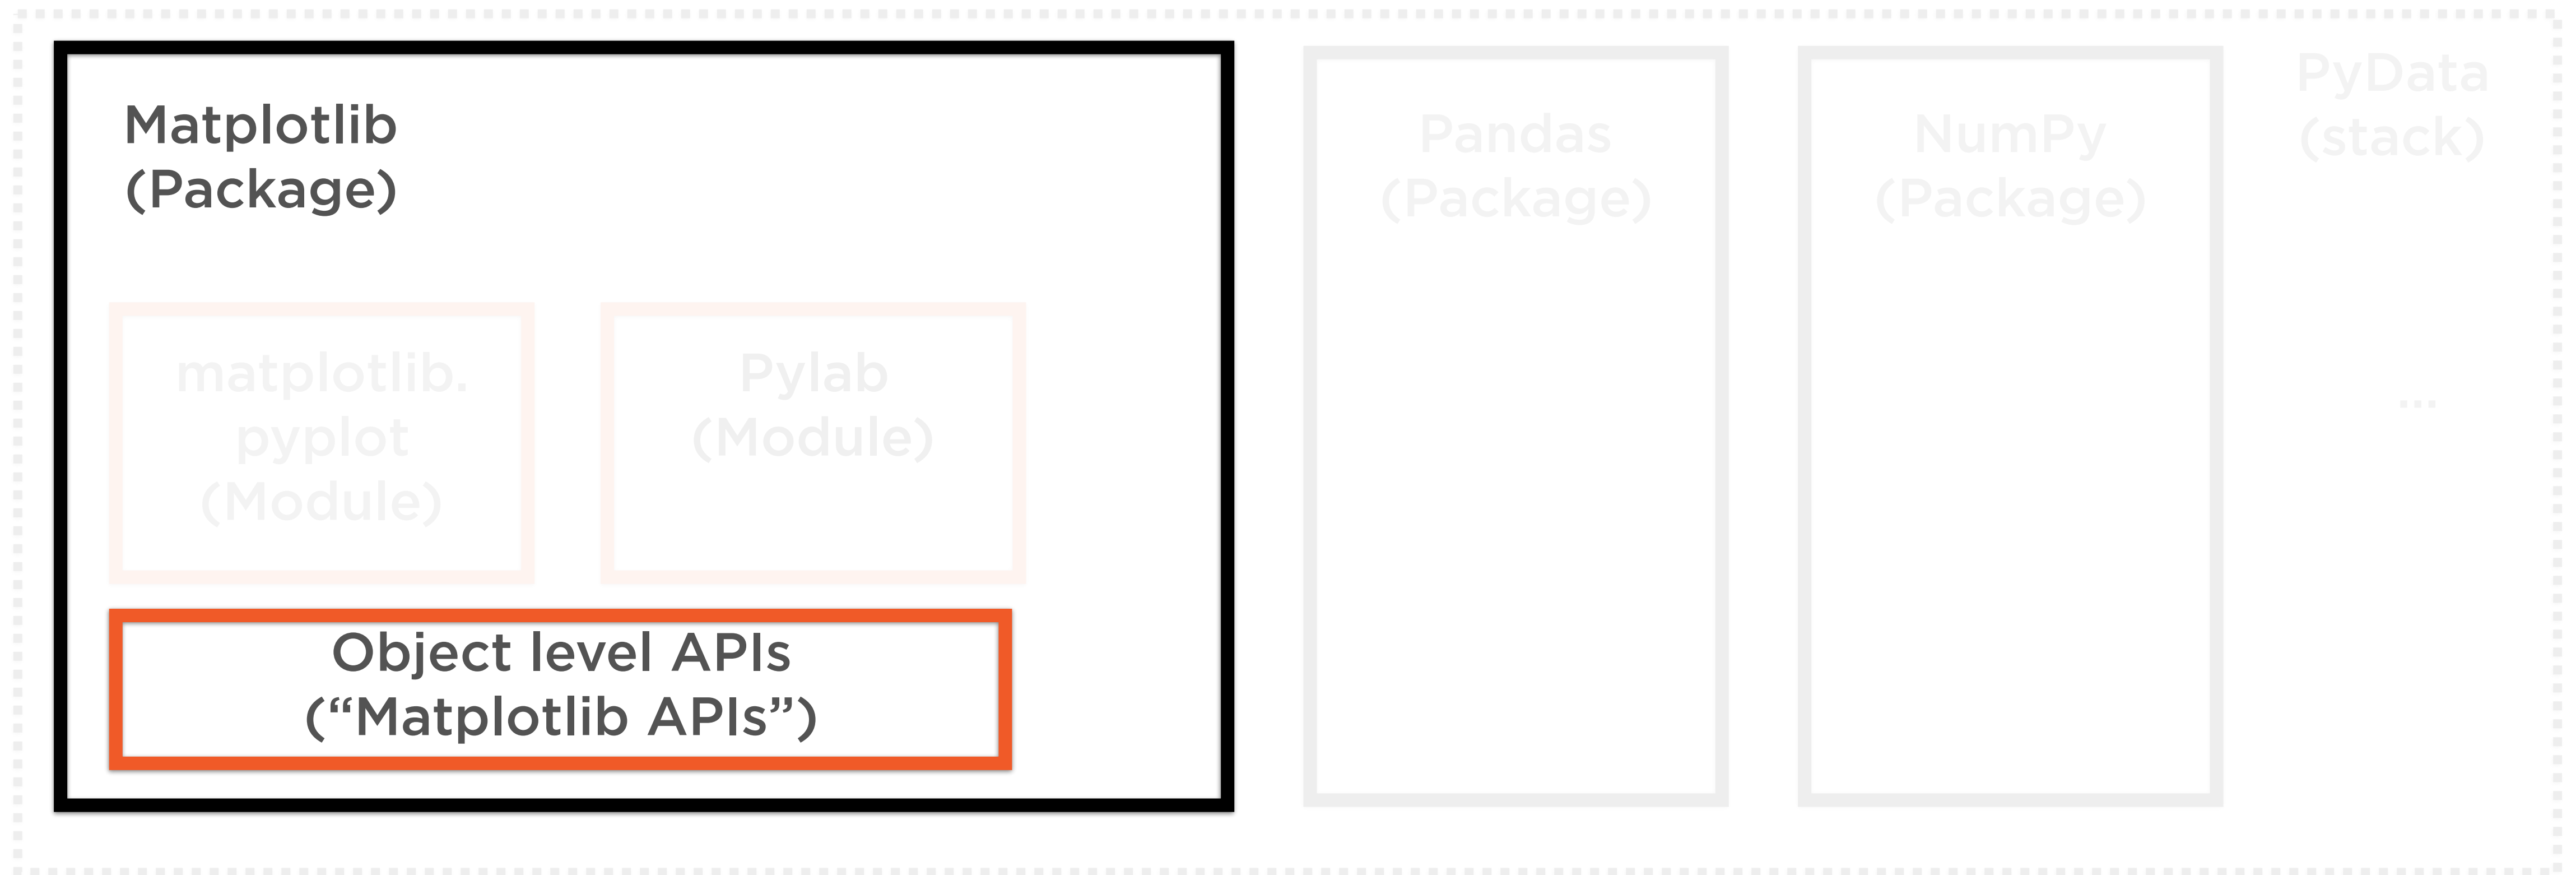 Matplotlib
(Package)
matplotlib.
pyplot
(Module)
Pylab
(Module)
Object level APIs
(“Matplotlib APIs”)
Pandas
(Package)
NumPy
(Package)
PyData
(stack)
...